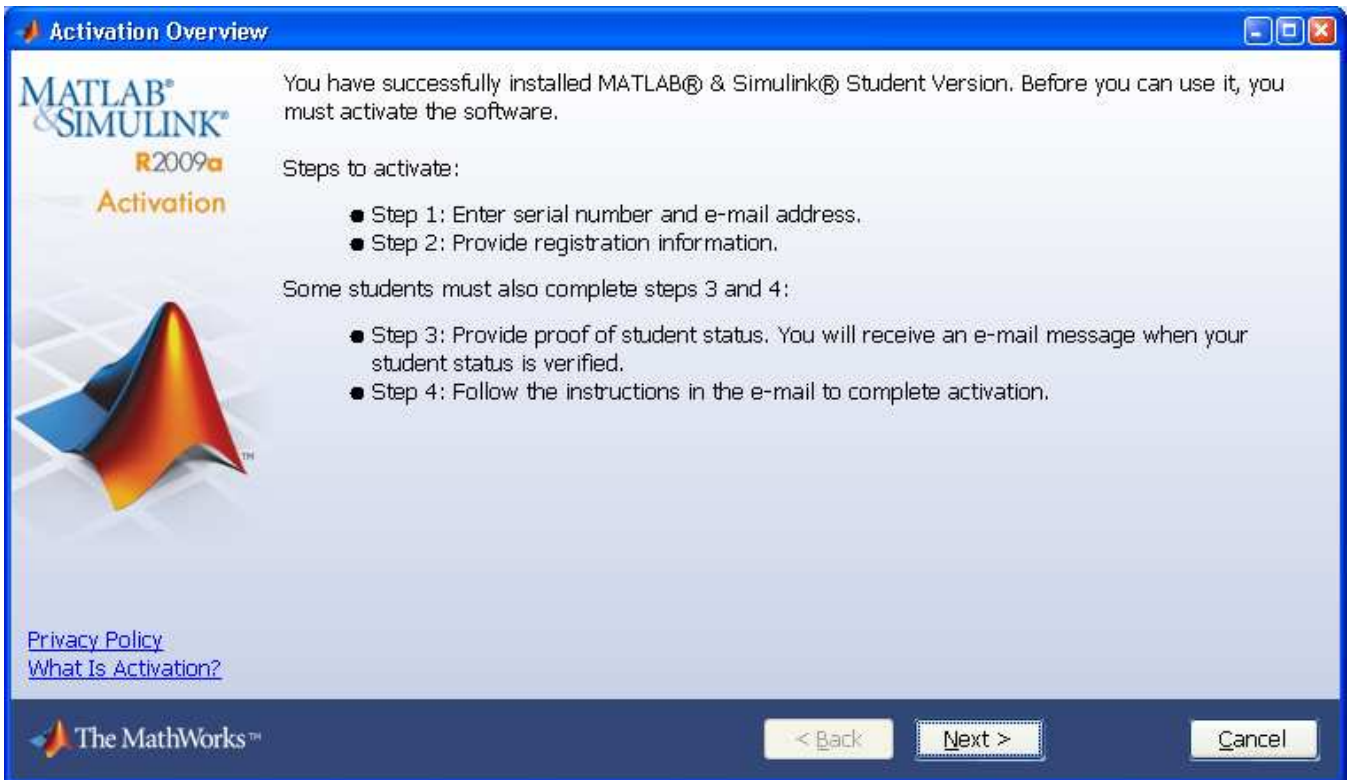 Activation Overview
MATLAB®
&SIMULINK®
R2009a
Activation
You have successfully installed MATLAB® & Simulink® Student Version. Before you can use it, you
must activate the software.
Steps to activate:
● Step 1: Enter serial number and e-mail address.
● Step 2: Provide registration information.
Some students must also complete steps 3 and 4:
● Step 3: Provide proof of student status. You will receive an e-mail message when your
student status is verified.
● Step 4: Follow the instructions in the e-mail to complete activation.
TM
Privacy Policy
What Is Activation?
The MathWorks™
< Back
Next >
Cancel